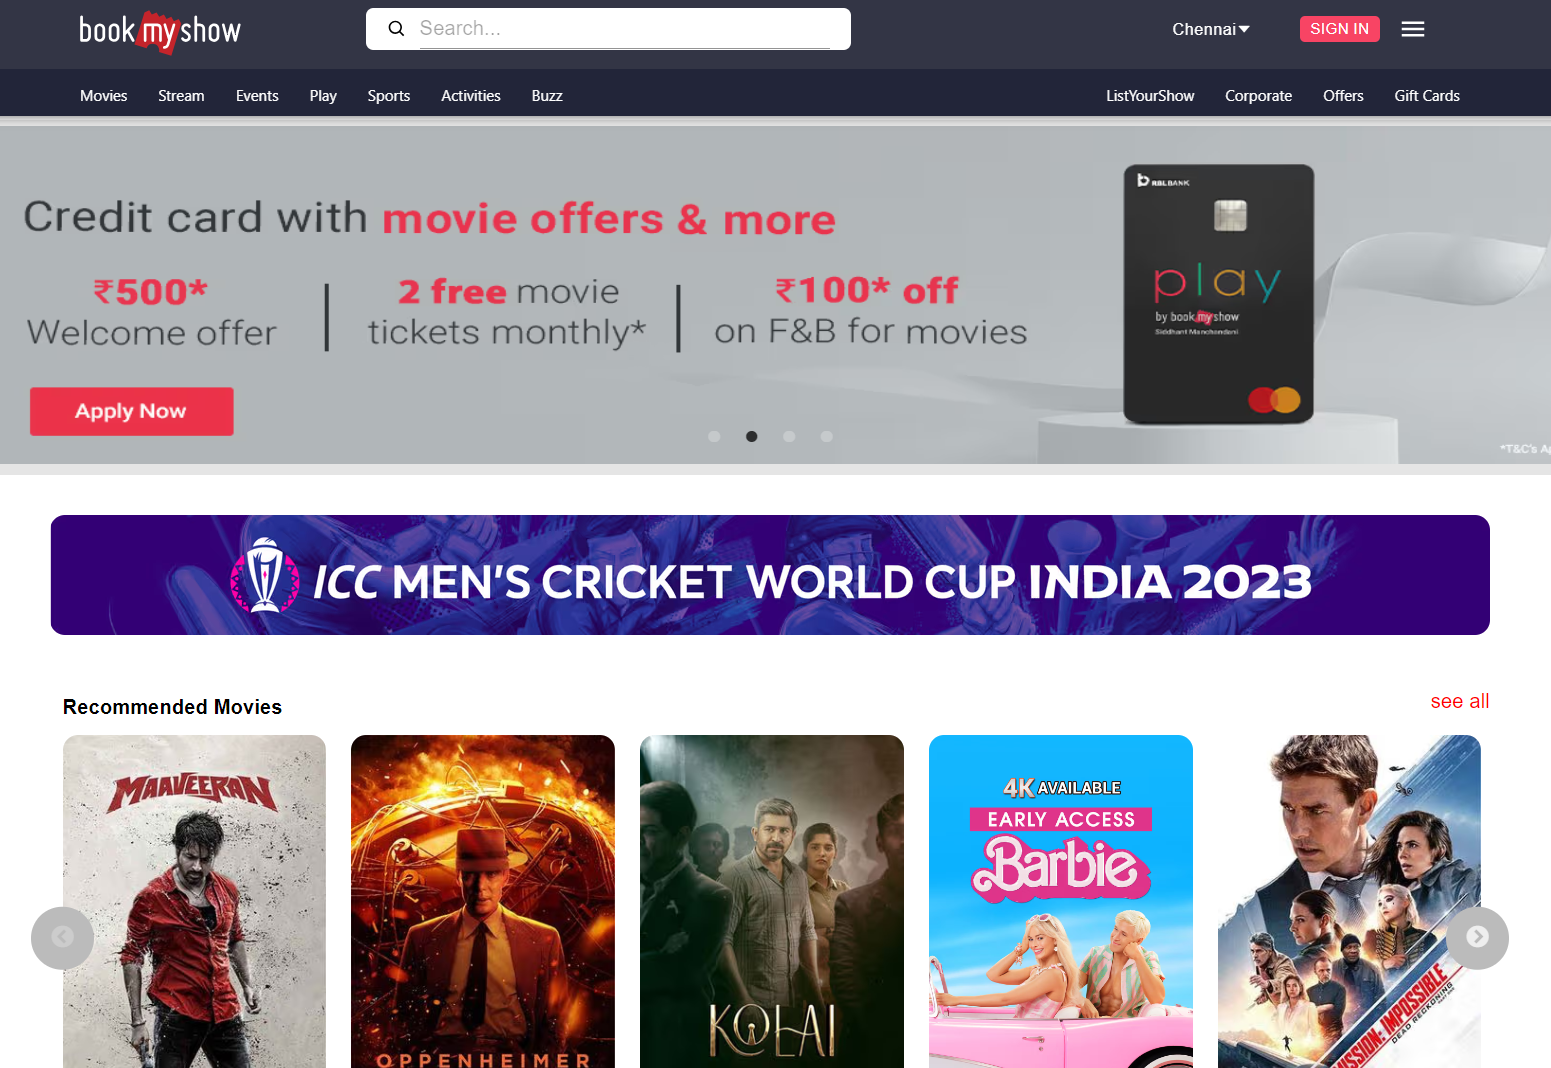 book my show
Search...
Chennai
SIGN IN
Movies Stream Events Play Sports Activities Buzz
ListYourShow Corporate Offers Gift Cards
Credit card with movie offers & more
₹500*
Welcome offer
2 free movie
tickets monthly*
₹100* off
on F&B for movies
Apply Now
RBLBANK
play
by book my show
Siddhant Manchandani
*T&C's Ap
ICC MEN'S CRICKET WORLD CUP INDIA 2023
Recommended Movies
see all
MAAVEERAN
OPPENHEIMER
KOLAI
4K AVAILABLE
EARLY ACCESS
Barbie
MISSION: IMPOSSIBLE
DEAD RECKONING